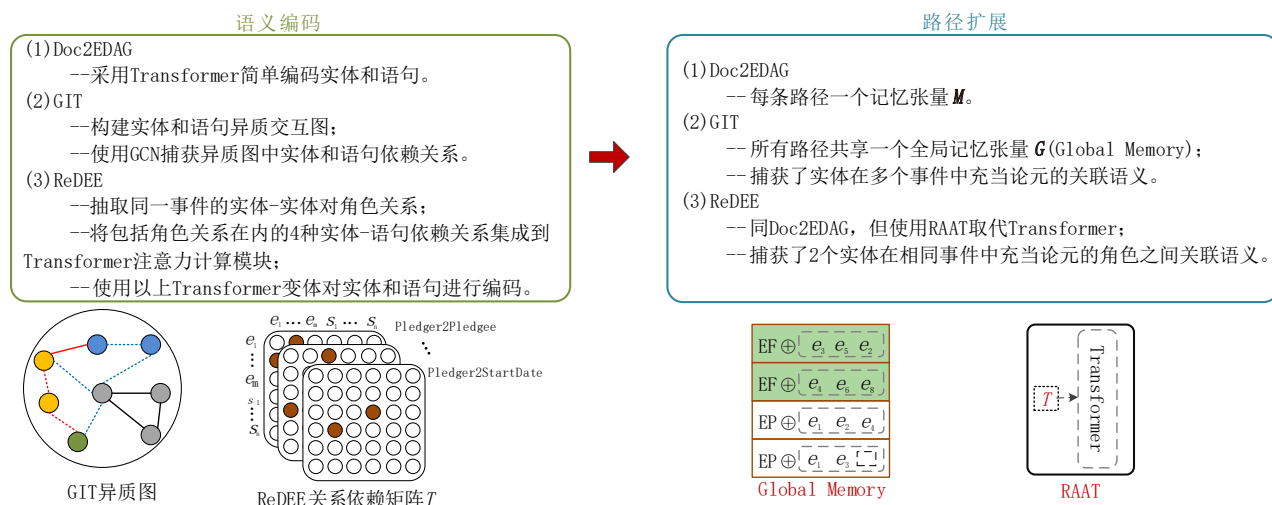 语义编码
(1)Doc2EDAG
--采用Transformer简单编码实体和语句。
(2)GIT
--构建实体和语句异质交互图;
--使用GCN捕获异质图中实体和语句依赖关系。
(3)ReDEE
--抽取同一事件的实体-实体对角色关系;
--将包括角色关系在内的4种实体-语句依赖关系集成到
Transformer注意力计算模块;
--使用以上Transformer变体对实体和语句进行编码。
路径扩展
(1)Doc2EDAG
--每条路径一个记忆张量M。
(2)GIT
--所有路径共享一个全局记忆张量G(Global Memory);
--捕获了实体在多个事件中充当论元的关联语义。
(3)ReDEE
--同Doc2EDAG，但使用RAAT取代Transformer;
--捕获了2个实体在相同事件中充当论元的角色之间关联语义。
GIT异质图
e₁ … eₘ s₁ … sₙ
e₁
⋮
eₘ
s₁
⋮
sₙ
Pledger2Pledgee
⋱
Pledger2StartDate
ReDEE关系依赖矩阵T
EF⊕ e₃ e₅ e₂
EF⊕ e₄ e₆ e₈
EP⊕ e₁ e₂ e₄
EP⊕ e₁ e₃
Global Memory
T
Transformer
RAAT